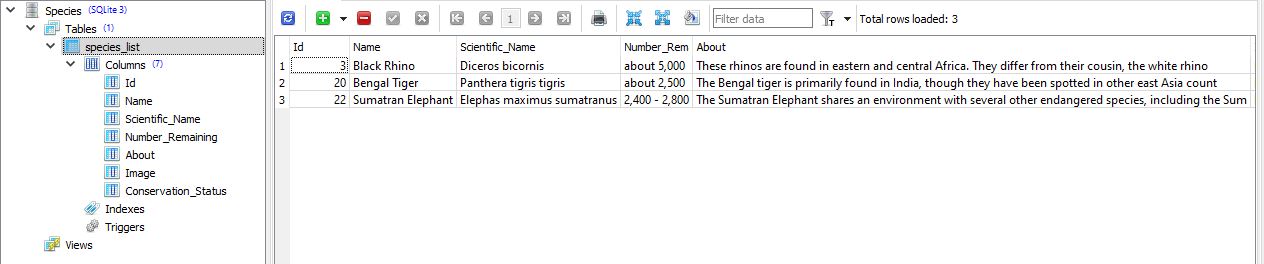 Species (SQLite 3)
Tables (1)
species_list
Columns (7)
Id
Name
Scientific_Name
Number_Remaining
About
Image
Conservation_Status
Indexes
Triggers
Views
1 Filter data T Total rows loaded: 3
Id Name Scientific_Name Number_Rem About
1 3 Black Rhino Diceros bicornis about 5,000 These rhinos are found in eastern and central Africa. They differ from their cousin, the white rhino
2 20 Bengal Tiger Panthera tigris tigris about 2,500 The Bengal tiger is primarily found in India, though they have been spotted in other east Asia count
3 22 Sumatran Elephant Elephas maximus sumatranus 2,400 - 2,800 The Sumatran Elephant shares an environment with several other endangered species, including the Sum